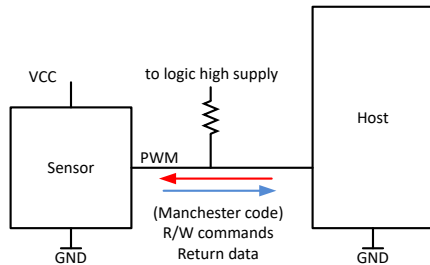 to logic high supply
VCC
Host
PWM
Sensor
(Manchester code)
R/W commands
Return data
GND
GND